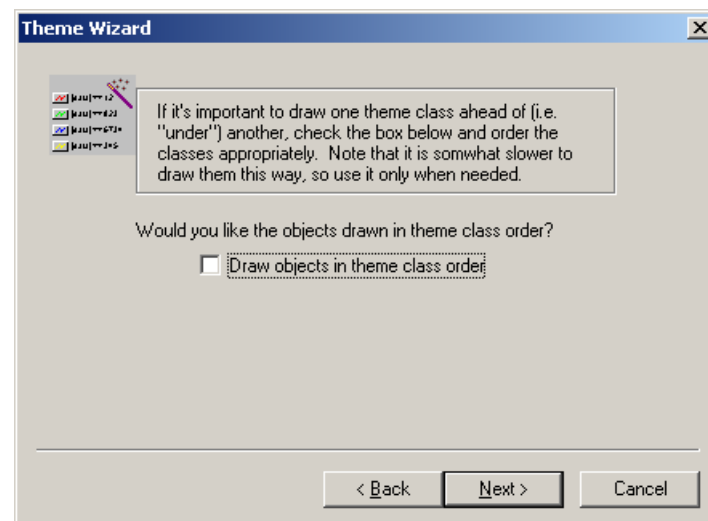 Theme Wizard
If it's important to draw one theme class ahead of (i.e.
"under") another, check the box below and order the
classes appropriately. Note that it is somwhat slower to
draw them this way, so use it only when needed.
Would you like the objects drawn in theme class order?
Draw objects in theme class order
< Back
Next >
Cancel